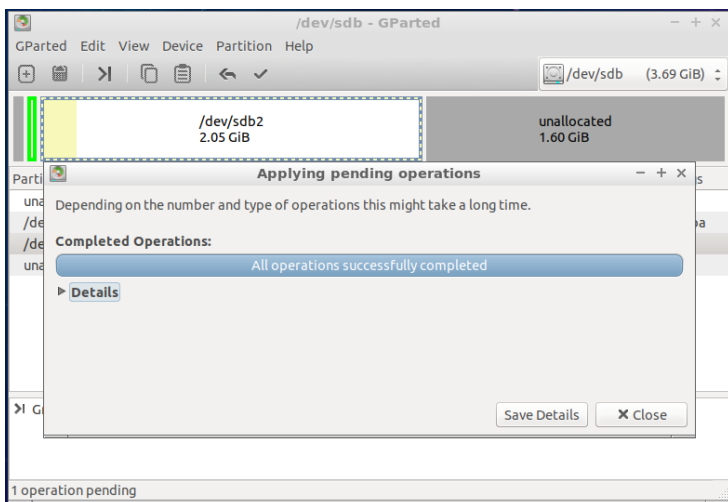 /dev/sdb - GParted
GParted Edit View Device Partition Help
/dev/sdb (3.69 GiB)
/dev/sdb2
2.05 GiB
unallocated
1.60 GiB
Applying pending operations
Depending on the number and type of operations this might take a long time.
Completed Operations:
All operations successfully completed
Details
Save Details
Close
1 operation pending